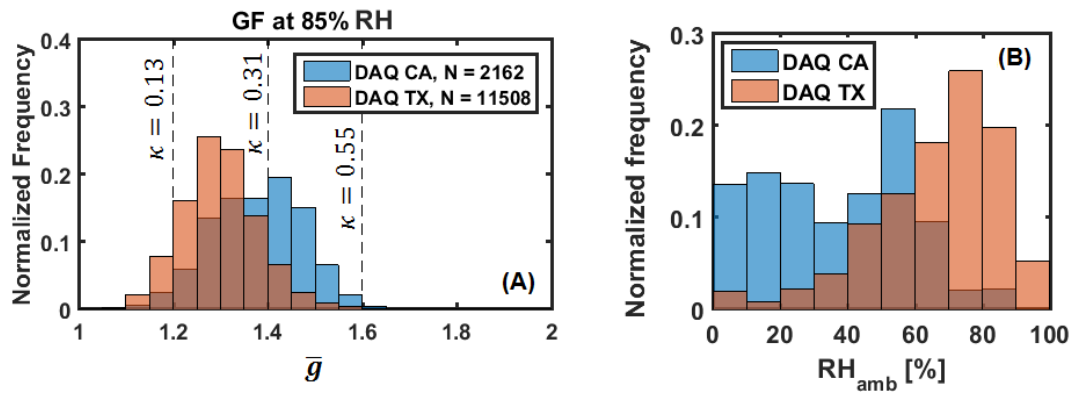 GF at 85% RH
Normalized Frequency
0.4
0.3
0.2
0.1
0
κ = 0.13
κ = 0.31
κ = 0.55
DAQ CA, N = 2162
DAQ TX, N = 11508
(A)
1 1.2 1.4 1.6 1.8 2
g̅
Normalized frequency
0.3
0.2
0.1
0
DAQ CA
DAQ TX
(B)
0 20 40 60 80 100
RH_amb [%]